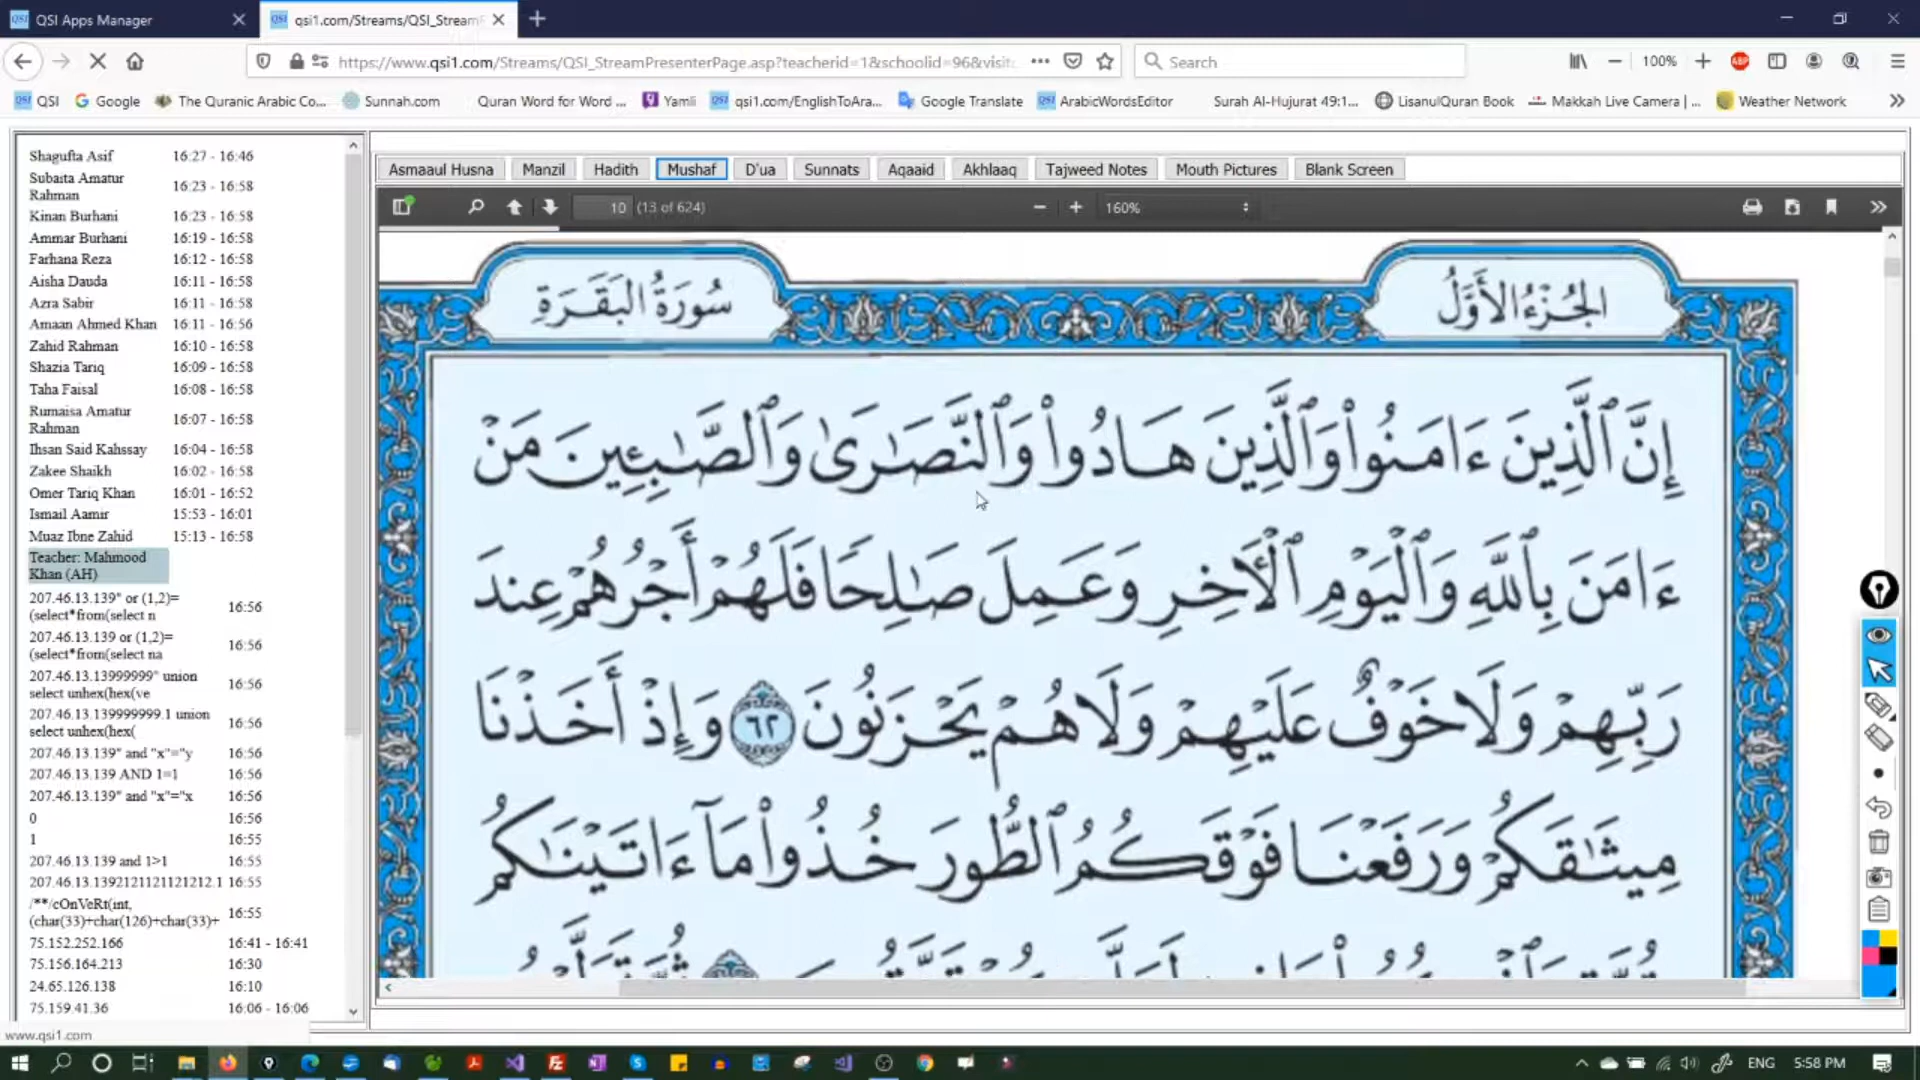 QSI Apps Manager
qsi1.com/Streams/QSI_StreamP
https://www.qsi1.com/Streams/QSI_StreamPresenterPage.asp?teacherid=1&schoolid=96&visit
Search
100%
ABP
QSI
Google
The Quranic Arabic Co...
Sunnah.com
Quran Word for Word ...
Yamli
qsi1.com/EnglishToAra...
Google Translate
ArabicWordsEditor
Surah Al-Hujurat 49:1...
LisanulQuran Book
Makkah Live Camera | ...
Weather Network
Shagufta Asif 16:27 - 16:46
Subasta Amatur
Rahman 16:23 - 16:58
Kinan Burhani 16:23 - 16:58
Ammar Burhani 16:19 - 16:58
Farhana Reza 16:12 - 16:58
Aisha Dauda 16:11 - 16:58
Azra Sabir 16:11 - 16:58
Amaan Ahmed Khan 16:11 - 16:56
Zahid Rahman 16:10 - 16:58
Shazia Tariq 16:09 - 16:58
Taha Faisal 16:08 - 16:58
Rumaisa Amatur
Rahman 16:07 - 16:58
Ihsan Said Kahssay 16:04 - 16:58
Zakee Shaikh 16:02 - 16:58
Omer Tariq Khan 16:01 - 16:52
Ismail Aamir 15:53 - 16:01
Muaz Ibne Zahid 15:13 - 16:58
Teacher: Mahmood
Khan (AH)
207.46.13.139" or (1,2)=
(select*from(select n 16:56
207.46.13.139 or (1,2)=
(select*from(select na 16:56
207.46.13.13999999" union
select unhex(hex(ve 16:56
207.46.13.139999999.1 union
select unhex(hex( 16:56
207.46.13.139" and "x"="y 16:56
207.46.13.139 AND 1=1 16:56
207.46.13.139" and "x"="x 16:56
0 16:56
1 16:55
207.46.13.139 and 1>1 16:55
207.46.13.1392121121121212.1 16:55
/**/cOnVeRt(int,
(char(33)+char(126)+char(33)+ 16:55
75.152.252.166 16:41 - 16:41
75.156.164.213 16:30
24.65.126.138 16:10
75.159.41.36 16:06 - 16:06
www.qsi1.com
Asmaaul Husna
Manzil
Hadith
Mushaf
D'ua
Sunnats
Aqaaid
Akhlaaq
Tajweed Notes
Mouth Pictures
Blank Screen
10 (13 of 624)
160%
الجُزْءُ الأَوَّلُ
سُورَةُ البَقَرَةِ
إِنَّ ٱلَّذِينَ ءَامَنُوا۟ وَٱلَّذِينَ هَادُوا۟ وَٱلنَّصَـٰرَىٰ وَٱلصَّـٰبِـِٔينَ مَنْ
ءَامَنَ بِٱللَّهِ وَٱلْيَوْمِ ٱلْـَٔاخِرِ وَعَمِلَ صَـٰلِحًا فَلَهُمْ أَجْرُهُمْ عِندَ
رَبِّهِمْ وَلَا خَوْفٌ عَلَيْهِمْ وَلَا هُمْ يَحْزَنُونَ ٦٢ وَإِذْ أَخَذْنَا
مِيثَـٰقَكُمْ وَرَفَعْنَا فَوْقَكُمُ ٱلطُّورَ خُذُوا۟ مَآ ءَاتَيْنَـٰكُم
ENG
5:58 PM